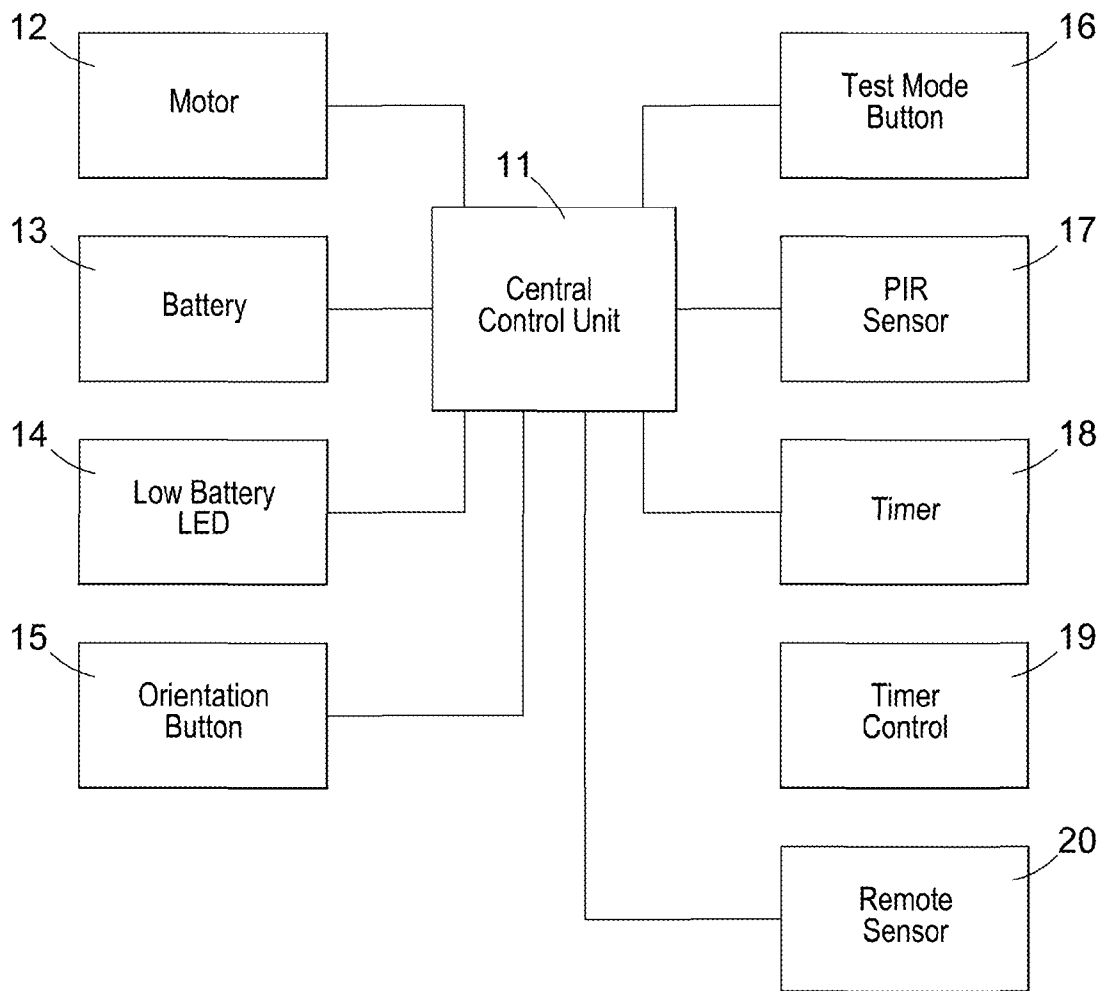 12
Motor
16
Test Mode
Button
11
Central
Control Unit
13
Battery
17
PIR
Sensor
14
Low Battery
LED
18
Timer
15
Orientation
Button
19
Timer
Control
20
Remote
Sensor